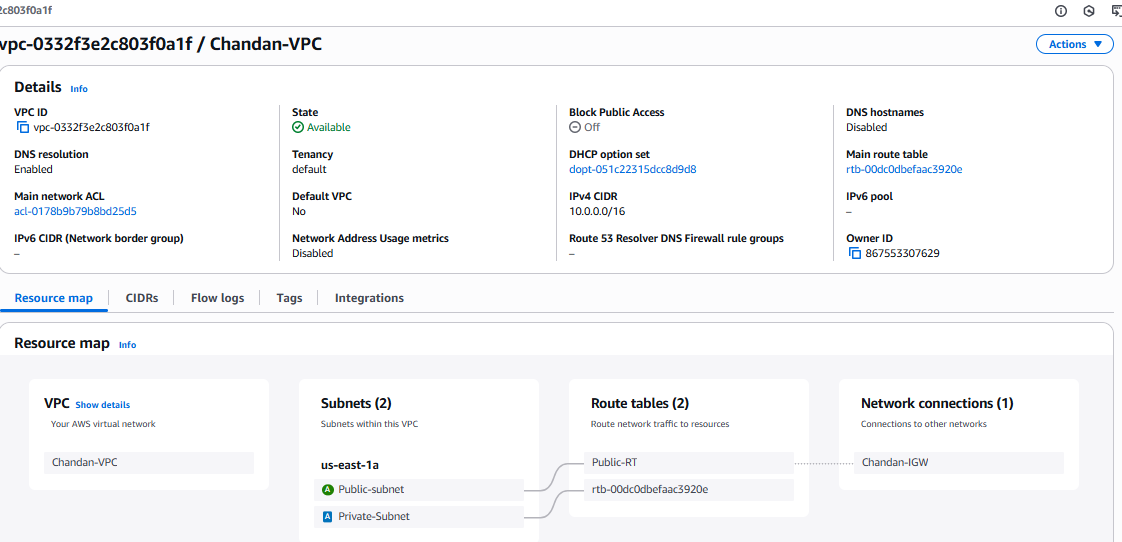 2c803f0a1f
vpc-0332f3e2c803f0a1f / Chandan-VPC
Actions
Details Info
VPC ID
vpc-0332f3e2c803f0a1f
State
Available
Block Public Access
Off
DNS hostnames
Disabled
DNS resolution
Enabled
Tenancy
default
DHCP option set
dopt-051c22315dcc8d9d8
Main route table
rtb-00dc0dbefaac3920e
Main network ACL
acl-0178b9b79b8bd25d5
Default VPC
No
IPv4 CIDR
10.0.0.0/16
IPv6 pool
–
IPv6 CIDR (Network border group)
–
Network Address Usage metrics
Disabled
Route 53 Resolver DNS Firewall rule groups
–
Owner ID
867553307629
Resource map
CIDRs
Flow logs
Tags
Integrations
Resource map Info
VPC Show details
Your AWS virtual network
Chandan-VPC
Subnets (2)
Subnets within this VPC
us-east-1a
A Public-subnet
A Private-Subnet
Route tables (2)
Route network traffic to resources
Public-RT
rtb-00dc0dbefaac3920e
Network connections (1)
Connections to other networks
Chandan-IGW